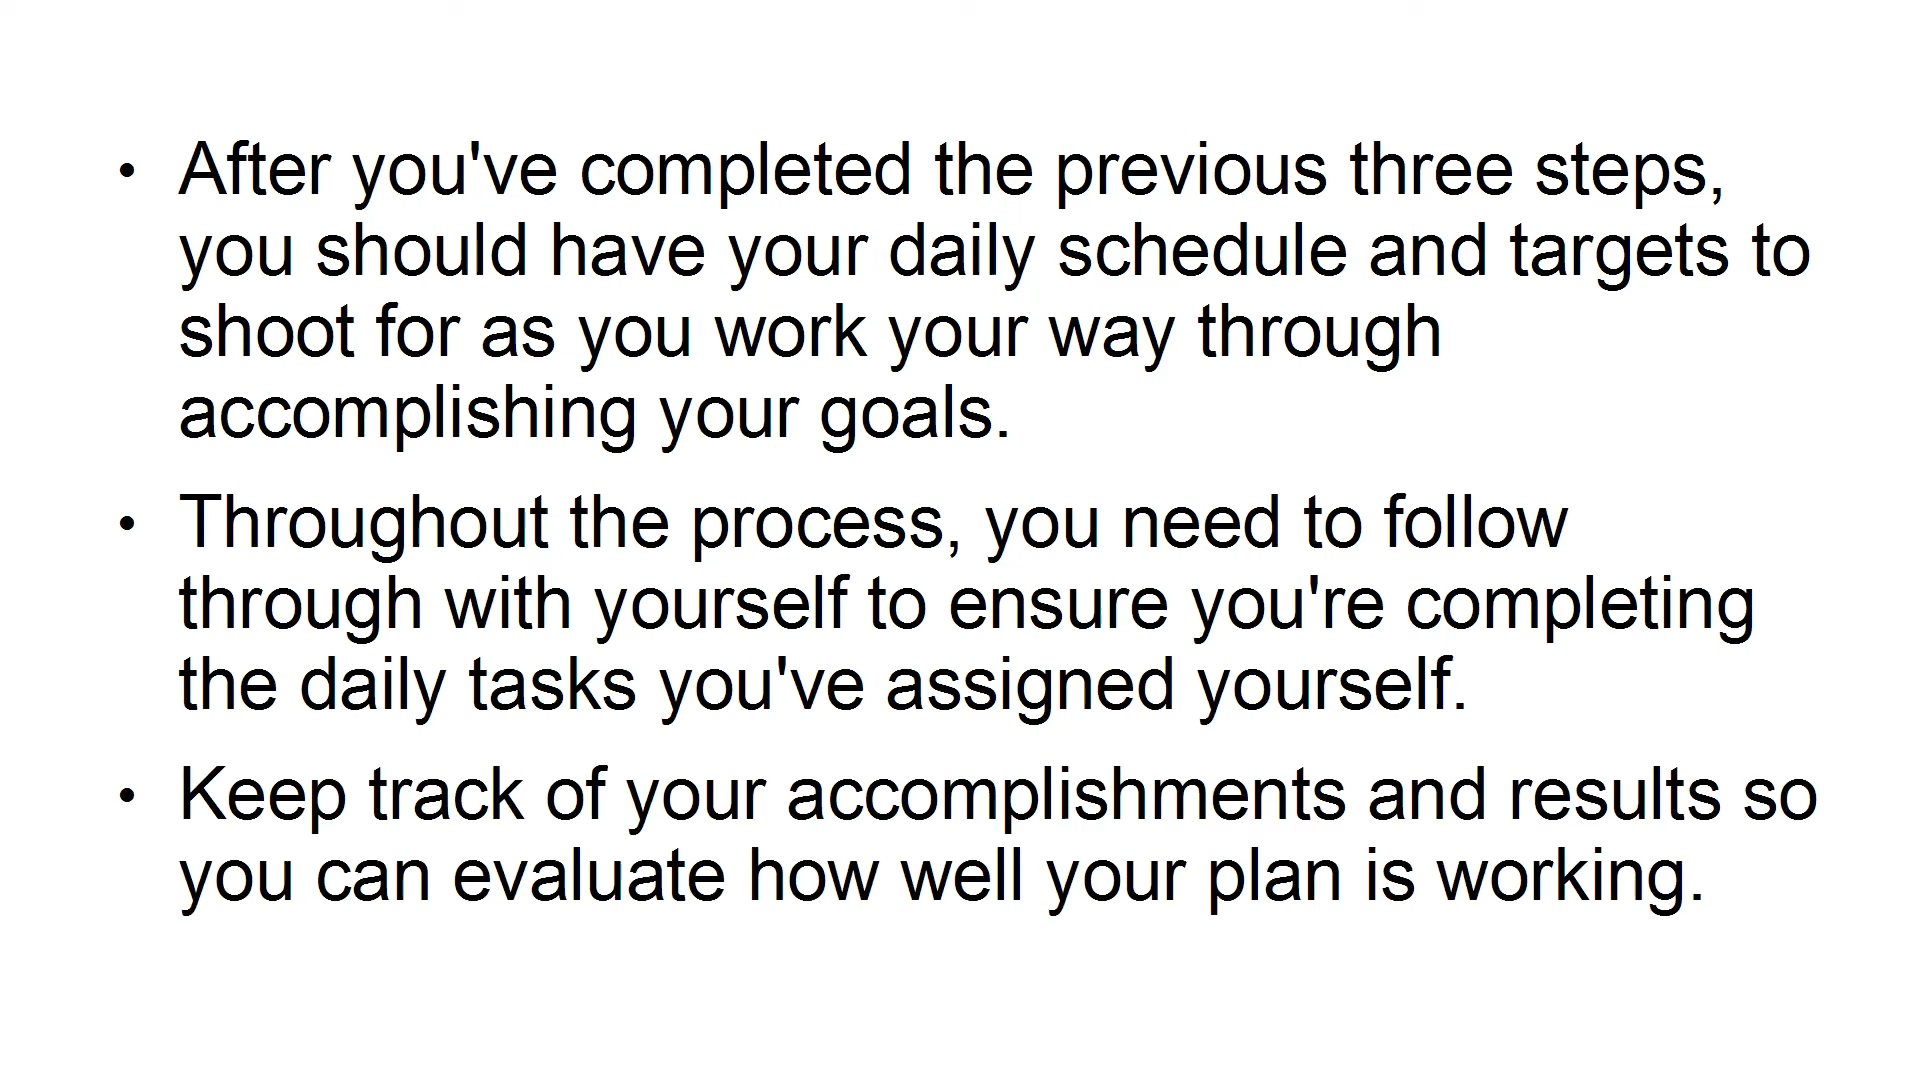 • After you've completed the previous three steps,
you should have your daily schedule and targets to
shoot for as you work your way through
accomplishing your goals.
• Throughout the process, you need to follow
through with yourself to ensure you're completing
the daily tasks you've assigned yourself.
• Keep track of your accomplishments and results so
you can evaluate how well your plan is working.